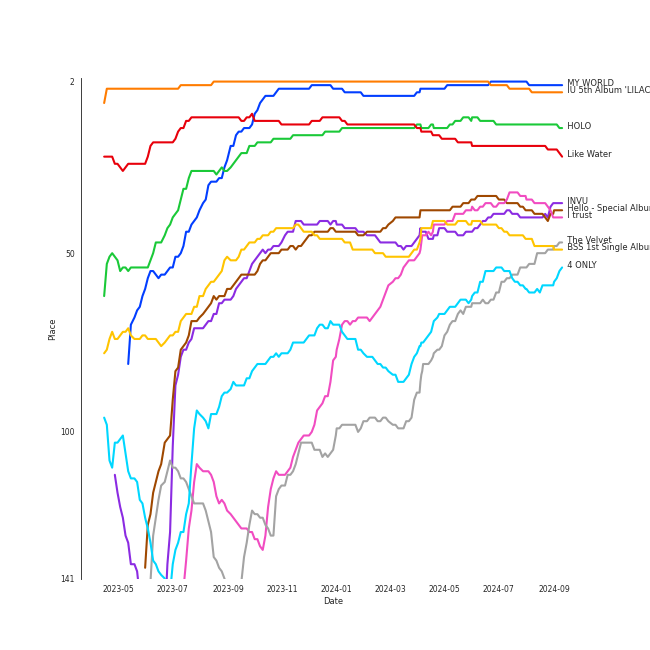 2
50
100
141
Place
2023-05
2023-07
2023-09
2023-11
2024-01
2024-03
2024-05
2024-07
2024-09
Date
MY WORLD
IU 5th Album 'LILAC
HOLO
Like Water
INVU
Hello - Special Albu
I trust
The Velvet
BSS 1st Single Albu
4 ONLY